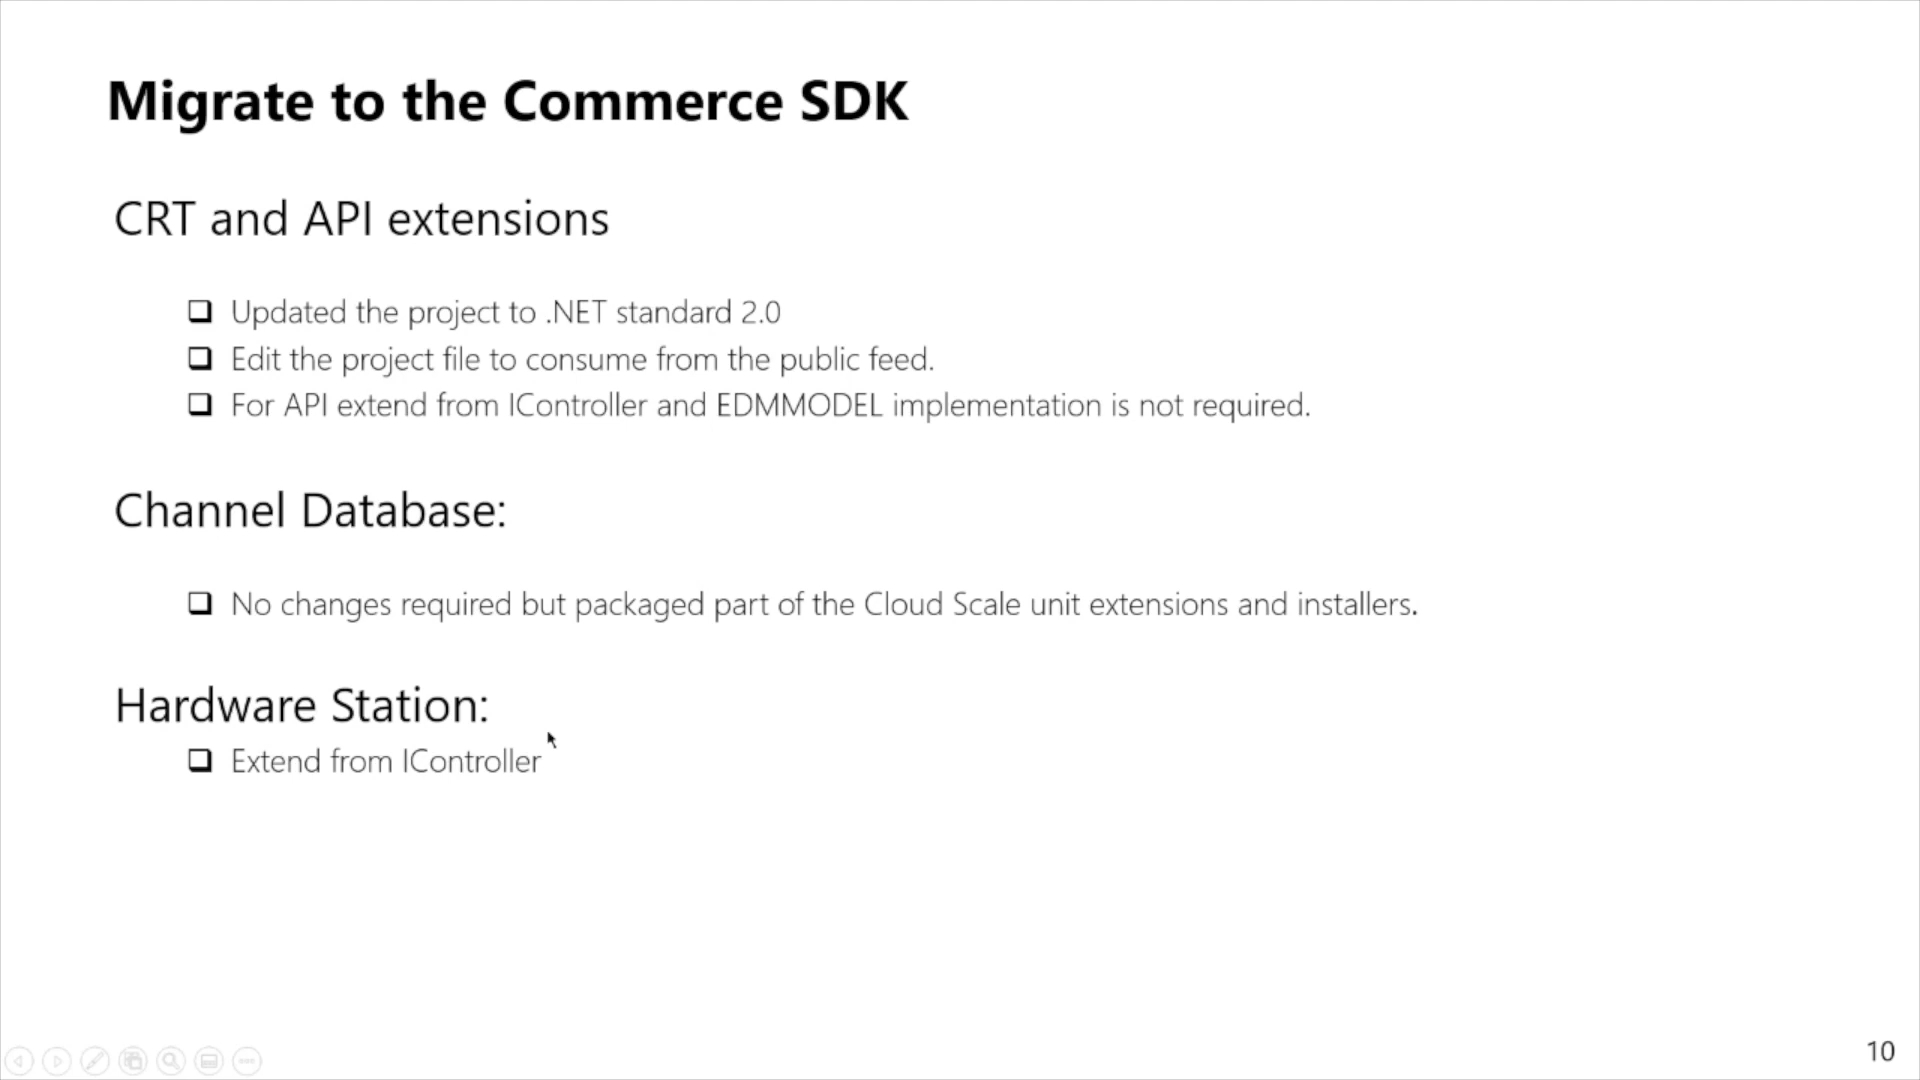 Migrate to the Commerce SDK
CRT and API extensions
Updated the project to .NET standard 2.0
Edit the project file to consume from the public feed.
For API extend from IController and EDMMODEL implementation is not required.
Channel Database:
No changes required but packaged part of the Cloud Scale unit extensions and installers.
Hardware Station:
Extend from IController
10